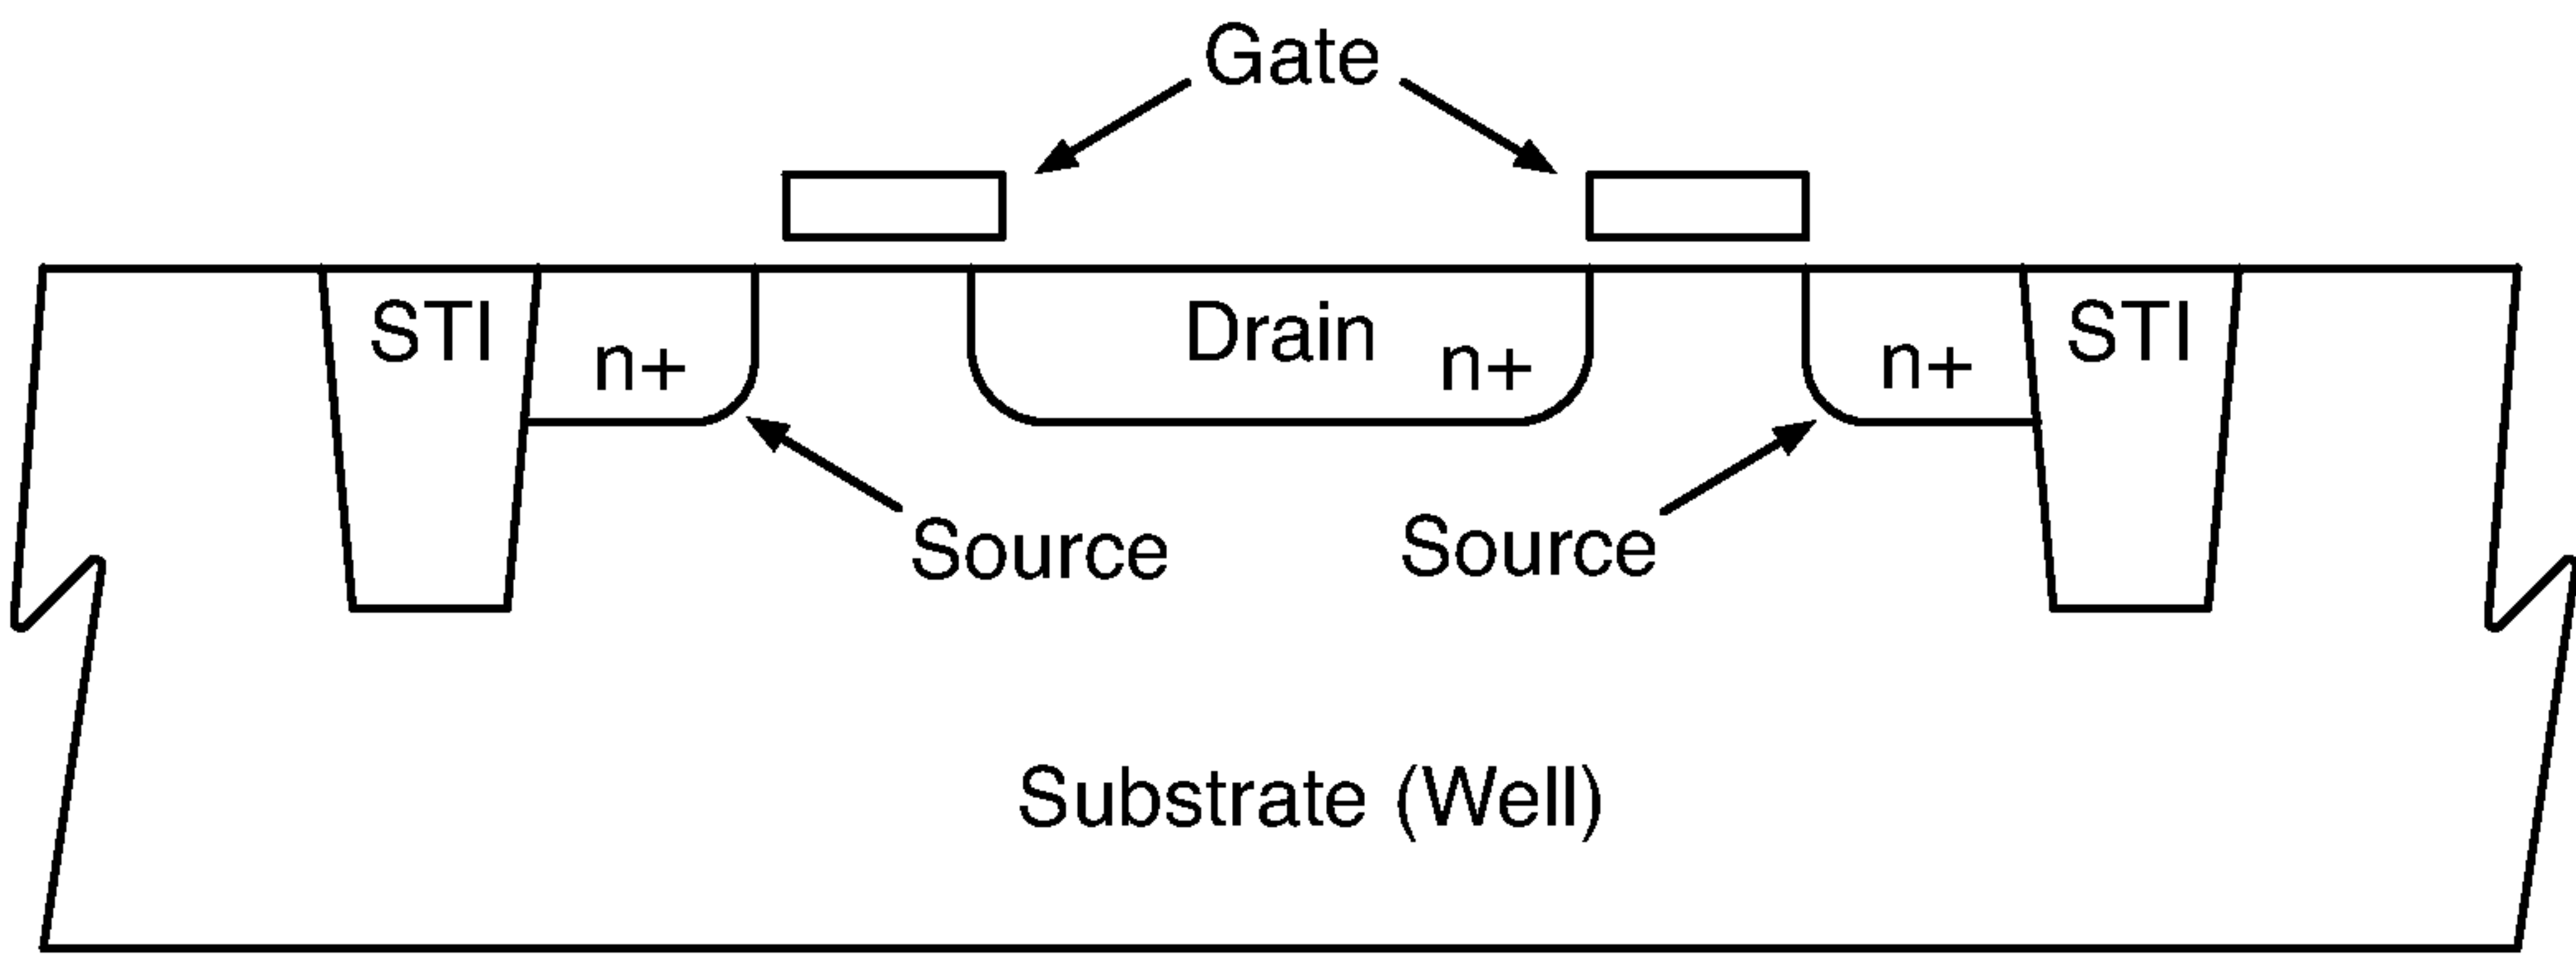 Gate
STI
n+
Drain
n+
n+
STI
Source
Source
Substrate (Well)